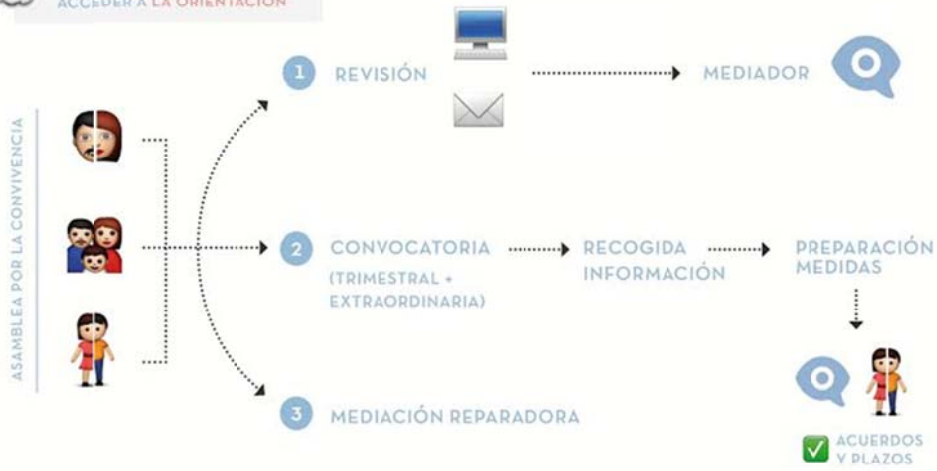 ACCEDER A LA ORIENTACIÓN
ASAMBLEA POR LA CONVIVENCIA
1 REVISIÓN
MEDIADOR
2 CONVOCATORIA
(TRIMESTRAL +
EXTRAORDINARIA)
RECOGIDA
INFORMACIÓN
PREPARACIÓN
MEDIDAS
3 MEDIACIÓN REPARADORA
ACUERDOS
Y PLAZOS